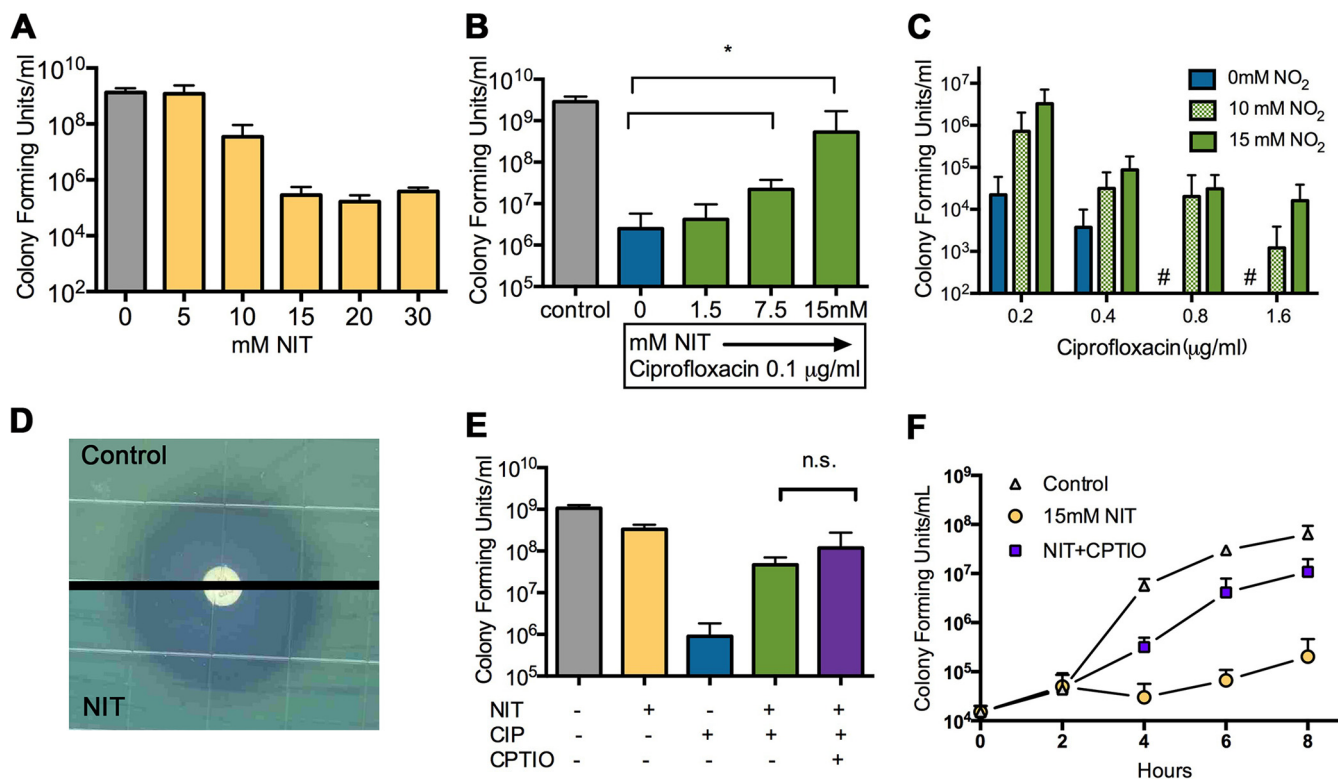 A
Colony Forming Units/ml
10^10
10^8
10^6
10^4
10^2
0 5 10 15 20 30
mM NIT
B
*
Colony Forming Units/ml
10^10
10^9
10^8
10^7
10^6
10^5
control 0 1.5 7.5 15mM
mM NIT
Ciprofloxacin 0.1 μg/ml
C
Colony Forming Units/ml
10^7
10^6
10^5
10^4
10^3
10^2
0mM NO₂
10 mM NO₂
15 mM NO₂
# #
0.2 0.4 0.8 1.6
Ciprofloxacin(μg/ml)
D
Control
NIT
E
n.s.
Colony Forming Units/ml
10^10
10^9
10^8
10^7
10^6
10^5
NIT - + - + +
CIP - - + + +
CPTIO - - - - +
F
Colony Forming Units/mL
10^9
10^8
10^7
10^6
10^5
10^4
Control
15mM NIT
NIT+CPTIO
0 2 4 6 8
Hours